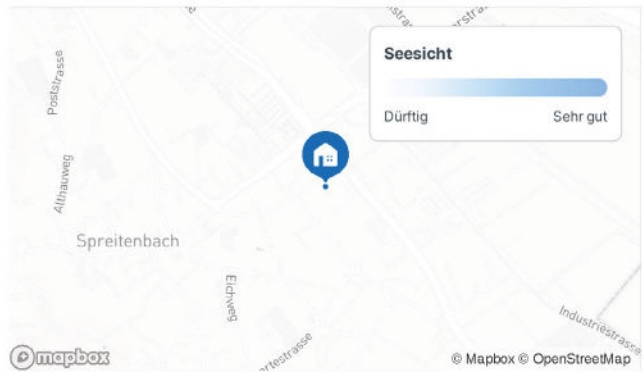 Seesicht
Dürftig Sehr gut
Poststrasse
Althauweg
Spreitenbach
Eichweg
Industriestrasse
mapbox
© Mapbox © OpenStreetMap